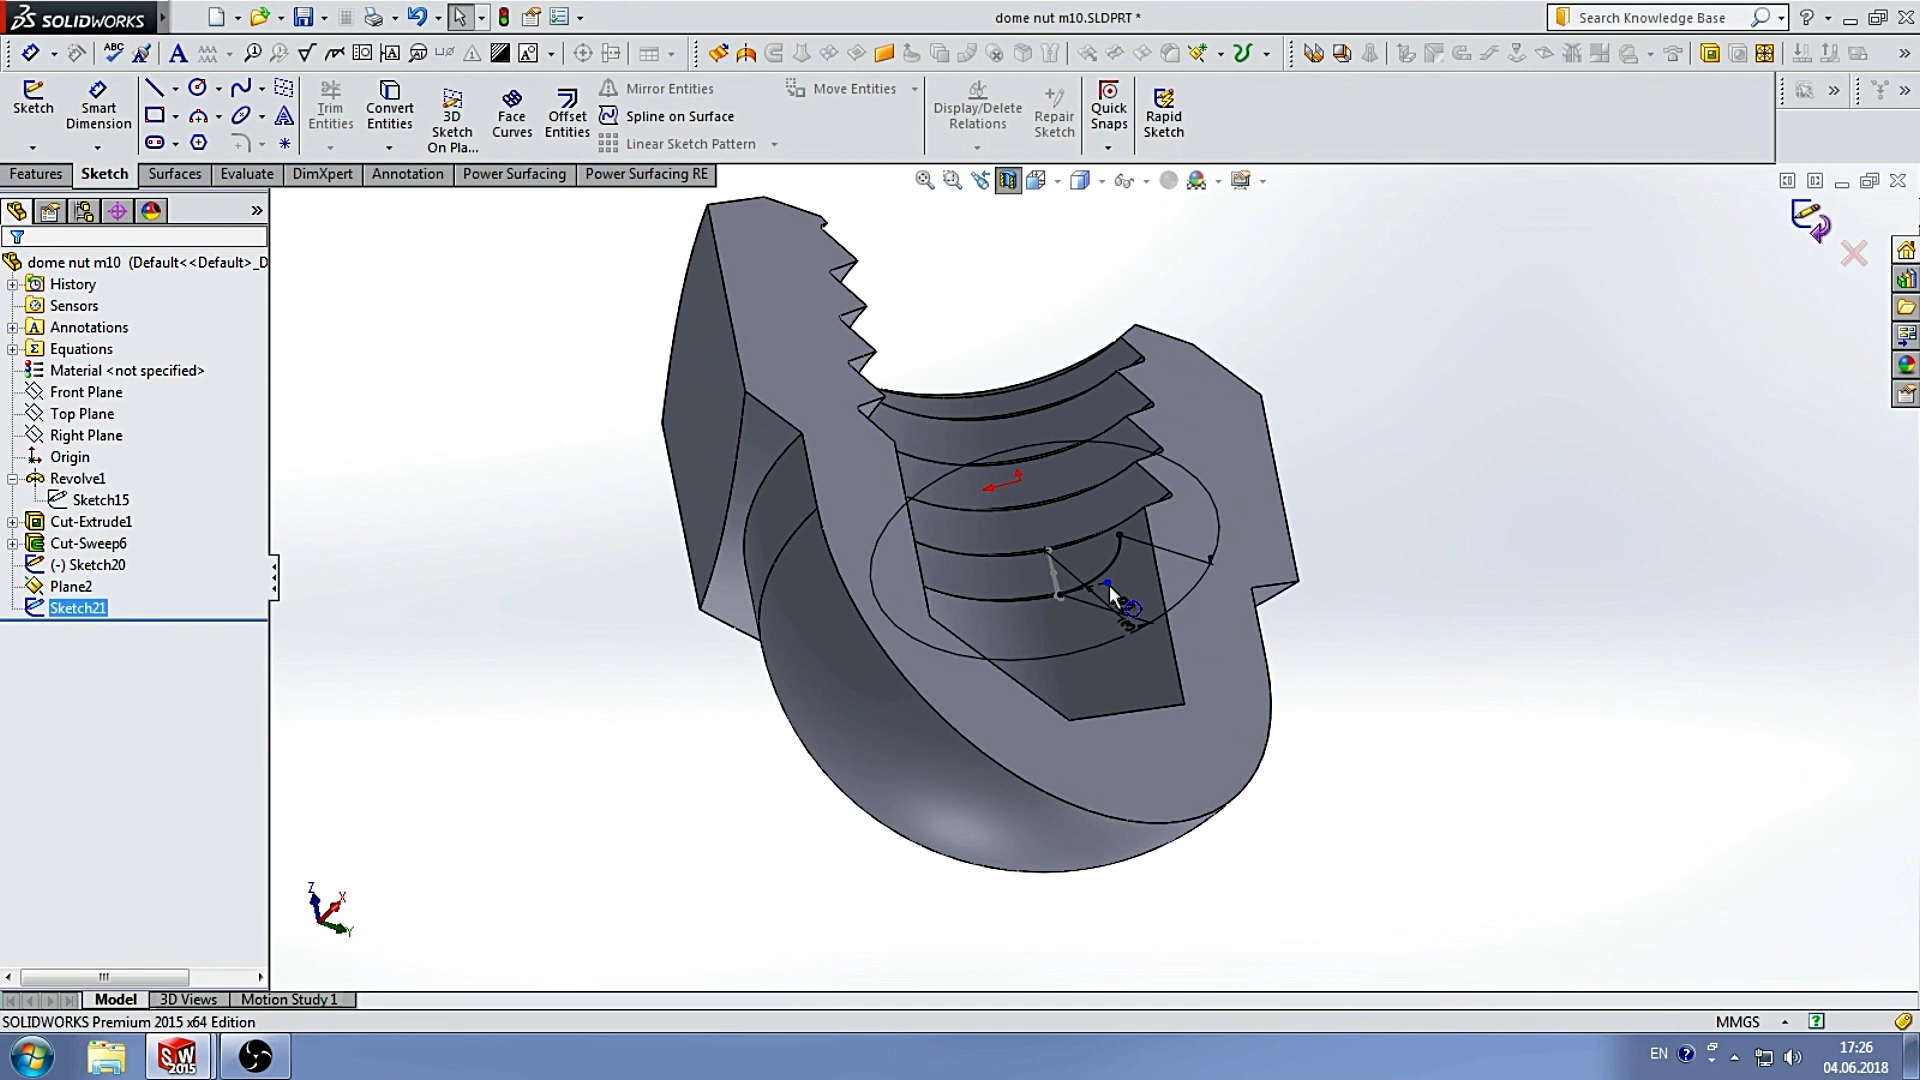 SOLIDWORKS
dome nut m10.SLDPRT *
Search Knowledge Base
Sketch
Smart Dimension
Trim Entities
Convert Entities
3D Sketch On Pla...
Face Curves
Offset Entities
Mirror Entities
Spline on Surface
Linear Sketch Pattern
Move Entities
Display/Delete Relations
Repair Sketch
Quick Snaps
Rapid Sketch
Features
Sketch
Surfaces
Evaluate
DimXpert
Annotation
Power Surfacing
Power Surfacing RE
dome nut m10 (Default<<Default>_D
History
Sensors
Annotations
Equations
Material <not specified>
Front Plane
Top Plane
Right Plane
Origin
Revolve1
Sketch15
Cut-Extrude1
Cut-Sweep6
(-) Sketch20
Plane2
Sketch21
Z
X
Y
Model
3D Views
Motion Study 1
SOLIDWORKS Premium 2015 x64 Edition
MMGS
SW 2015
EN
17:26
04.06.2018